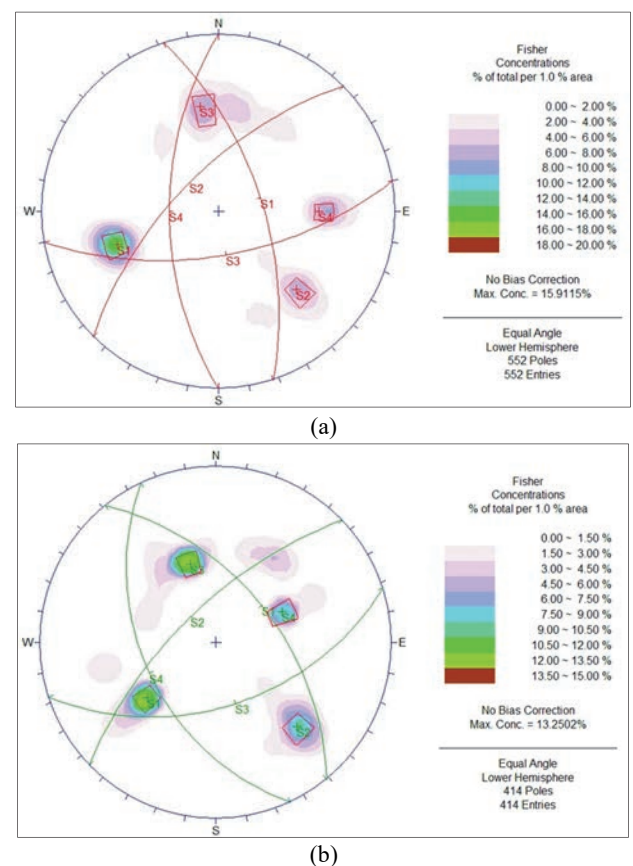 N
W
E
S
S3
S2
S1
S4
S4
S1
S3
S2
Fisher
Concentrations
% of total per 1.0 % area
0.00 ~ 2.00 %
2.00 ~ 4.00 %
4.00 ~ 6.00 %
6.00 ~ 8.00 %
8.00 ~ 10.00 %
10.00 ~ 12.00 %
12.00 ~ 14.00 %
14.00 ~ 16.00 %
16.00 ~ 18.00 %
18.00 ~ 20.00 %
No Bias Correction
Max. Conc. = 15.9115%
Equal Angle
Lower Hemisphere
552 Poles
552 Entries
(a)
N
W
E
S
S2
S4
S3
Fisher
Concentrations
% of total per 1.0 % area
0.00 ~ 1.50 %
1.50 ~ 3.00 %
3.00 ~ 4.50 %
4.50 ~ 6.00 %
6.00 ~ 7.50 %
7.50 ~ 9.00 %
9.00 ~ 10.50 %
10.50 ~ 12.00 %
12.00 ~ 13.50 %
13.50 ~ 15.00 %
No Bias Correction
Max. Conc. = 13.2502%
Equal Angle
Lower Hemisphere
414 Poles
414 Entries
(b)